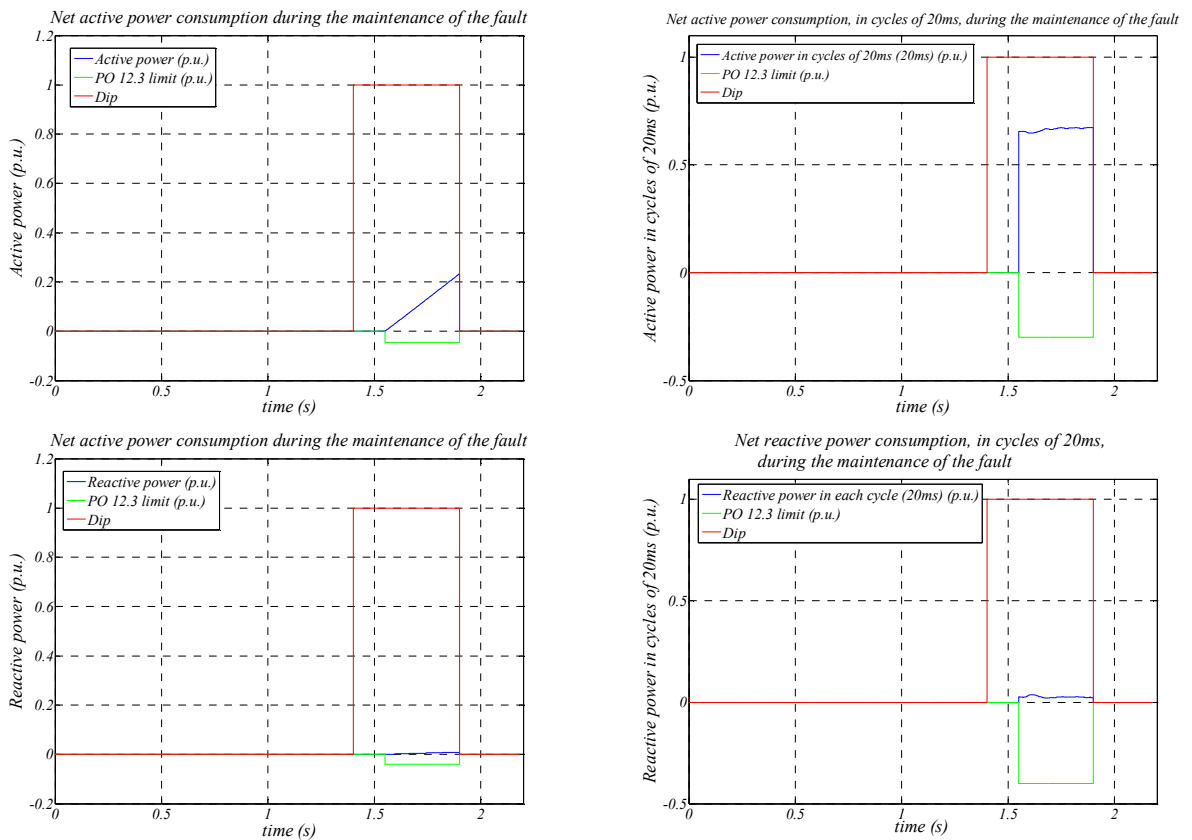 Net active power consumption during the maintenance of the fault
1.2
1
0.8
0.6
0.4
0.2
0
-0.2
Active power (p.u.)
Active power (p.u.)
PO 12.3 limit (p.u.)
Dip
0
0.5
1
1.5
2
time (s)
Net active power consumption, in cycles of 20ms, during the maintenance of the fault
1
0.5
0
-0.5
Active power in cycles of 20ms (p.u.)
Active power in cycles of 20ms (20ms) (p.u.)
PO 12.3 limit (p.u.)
Dip
0
0.5
1
1.5
2
time (s)
Net active power consumption during the maintenance of the fault
1.2
1
0.8
0.6
0.4
0.2
0
-0.2
Reactive power (p.u.)
Reactive power (p.u.)
PO 12.3 limit (p.u.)
Dip
0
0.5
1
1.5
2
time (s)
Net reactive power consumption, in cycles of 20ms,
during the maintenance of the fault
1
0.5
0
-0.5
Reactive power in cycles of 20ms (p.u.)
Reactive power in each cycle (20ms) (p.u.)
PO 12.3 limit (p.u.)
Dip
0
0.5
1
1.5
2
time (s)